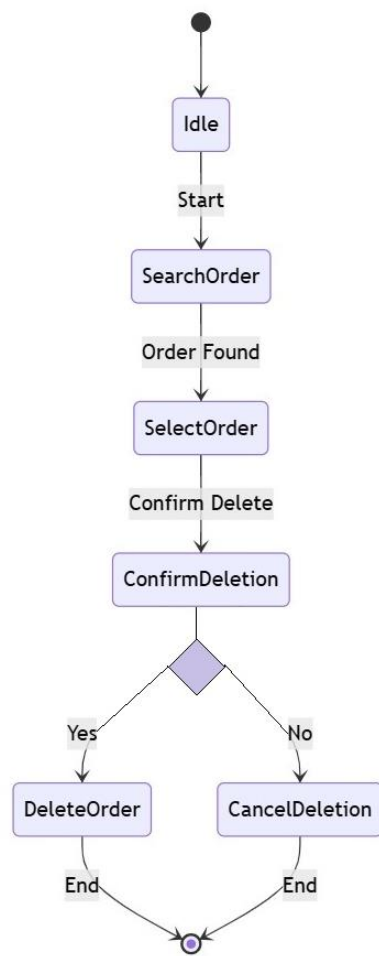 Idle
Start
SearchOrder
Order Found
SelectOrder
Confirm Delete
ConfirmDeletion
Yes
No
DeleteOrder
CancelDeletion
End
End